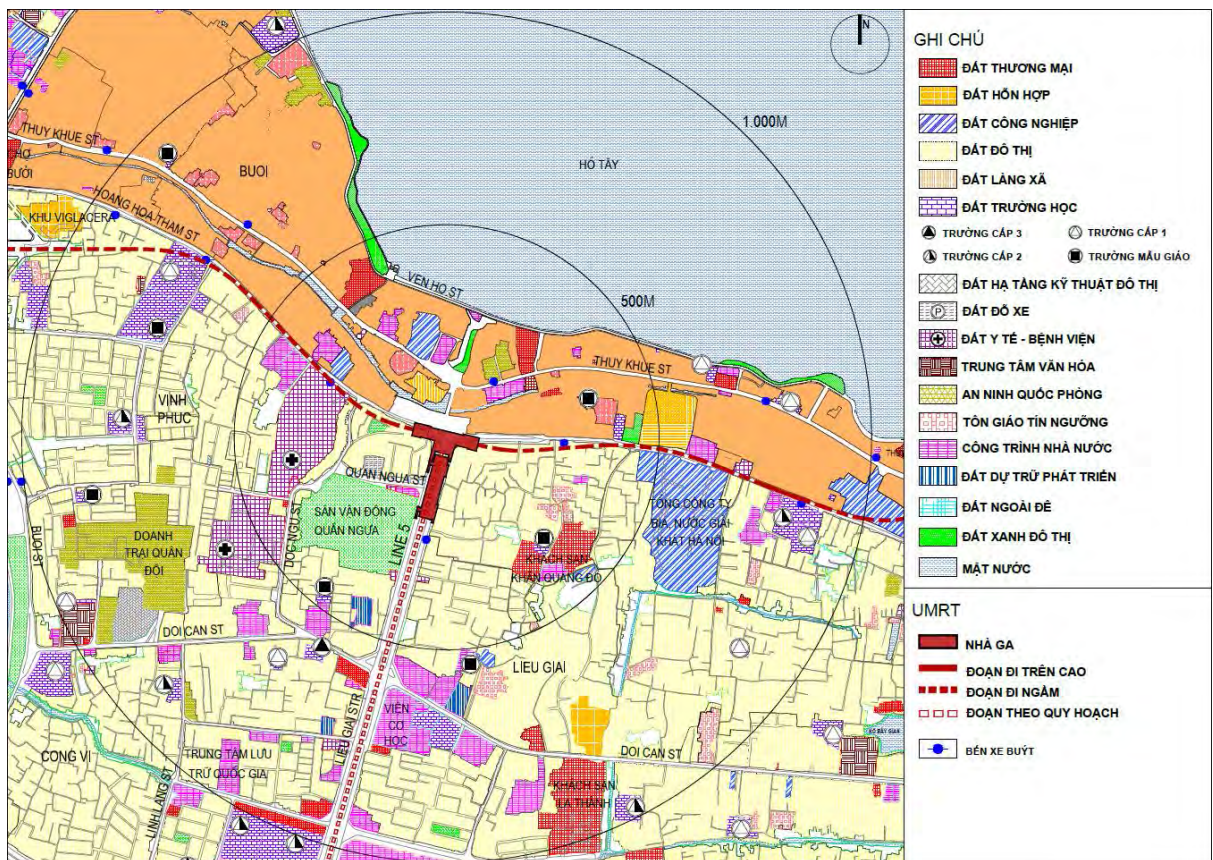 N
1.000M
HỒ TÂY
THUY KHUE ST
BUOI
BƯỞI
HOANG HOA THAM ST
KHU VIGLACERA
VEN HO ST
500M
THUY KHUE ST
VINH
PHUC
QUAN NGUA ST
SÂN VẬN ĐỘNG
QUẦN NGỰA
DOC NGU ST
LINE 5
TỔNG CÔNG TY
BIA, NƯỚC GIẢI
KHÁT HÀ NỘI
DOANH
TRẠI QUÂN
ĐỘI
KHÁCH SẠN
KHĂN QUÀNG ĐỎ
BUOI ST
DOI CAN ST
LIEU GIAI
LIEU GIAI STR
VIỆN
CƠ
HỌC
DOI CAN ST
CONG VI
LINH LANG ST
TRUNG TÂM LƯU
TRỮ QUỐC GIA
KHÁCH SẠN
LA THÀNH
GHI CHÚ
ĐẤT THƯƠNG MẠI
ĐẤT HỖN HỢP
ĐẤT CÔNG NGHIỆP
ĐẤT ĐÔ THỊ
ĐẤT LÀNG XÃ
ĐẤT TRƯỜNG HỌC
TRƯỜNG CẤP 3
TRƯỜNG CẤP 1
TRƯỜNG CẤP 2
TRƯỜNG MẪU GIÁO
ĐẤT HẠ TẦNG KỸ THUẬT ĐÔ THỊ
P ĐẤT ĐỖ XE
ĐẤT Y TẾ - BỆNH VIỆN
TRUNG TÂM VĂN HÓA
AN NINH QUỐC PHÒNG
TÔN GIÁO TÍN NGƯỠNG
CÔNG TRÌNH NHÀ NƯỚC
ĐẤT DỰ TRỮ PHÁT TRIỂN
ĐẤT NGOÀI ĐÊ
ĐẤT XANH ĐÔ THỊ
MẶT NƯỚC
UMRT
NHÀ GA
ĐOẠN ĐI TRÊN CAO
ĐOẠN ĐI NGẦM
ĐOẠN THEO QUY HOẠCH
BẾN XE BUÝT